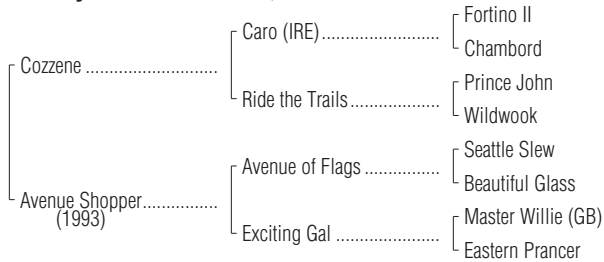 Fortino II
Caro (IRE)......................
Chambord
Cozzene .........................
Prince John
Ride the Trails...................
Wildwook
Seattle Slew
Avenue of Flags ...............
Beautiful Glass
Avenue Shopper...............
(1993)
Master Willie (GB)
Exciting Gal .....................
Eastern Prancer